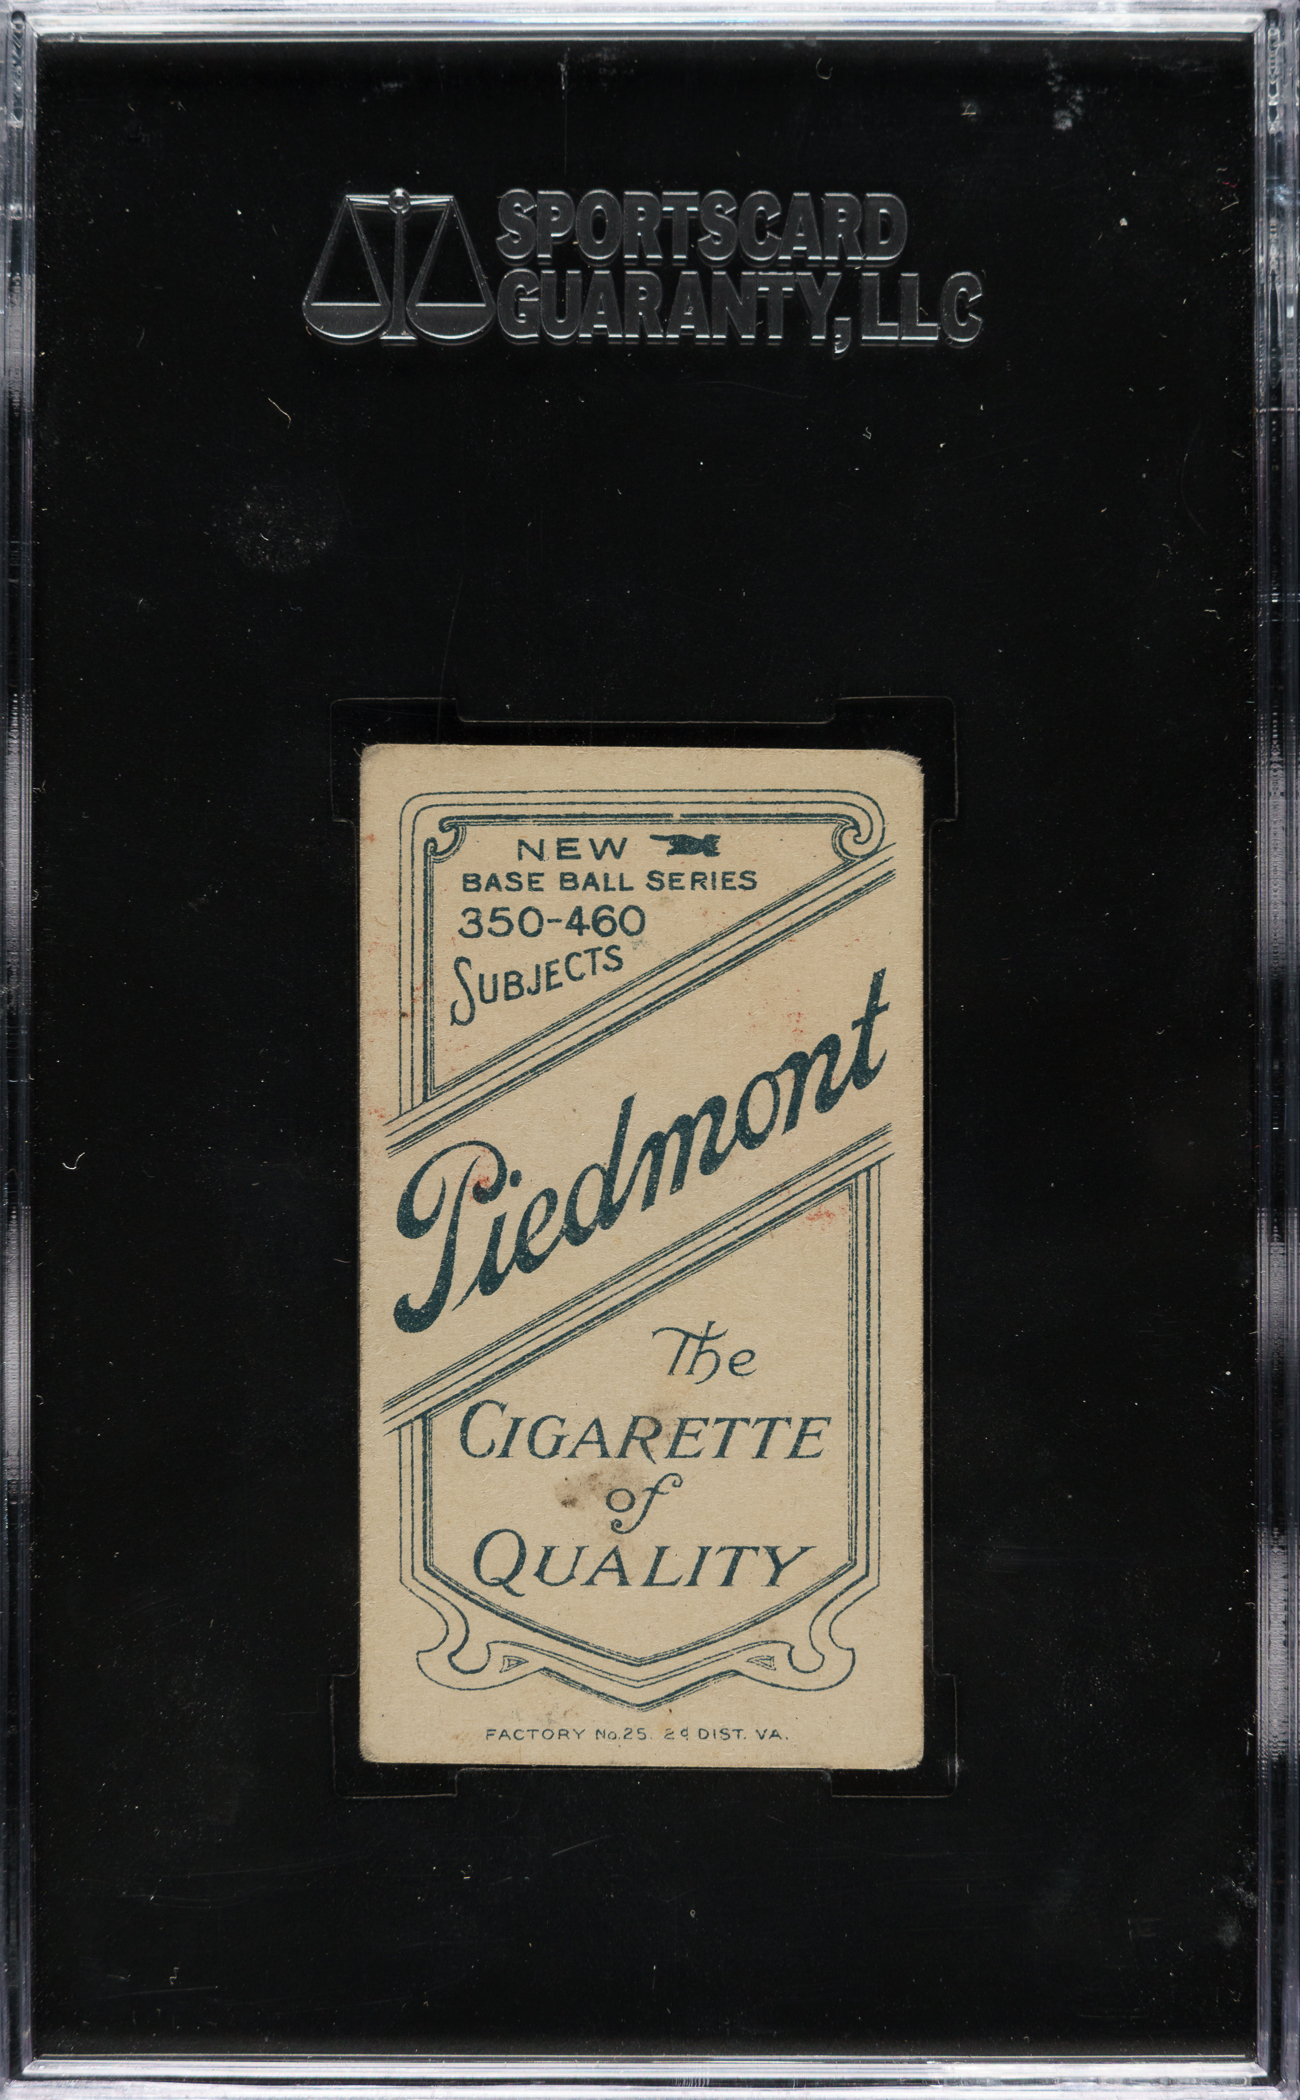 SPORTSCARD
GUARANTY, LLC
NEW
BASE BALL SERIES
350-460
SUBJECTS
Piedmont
The
CIGARETTE
of
QUALITY
FACTORY No.25. 2d DIST. VA.